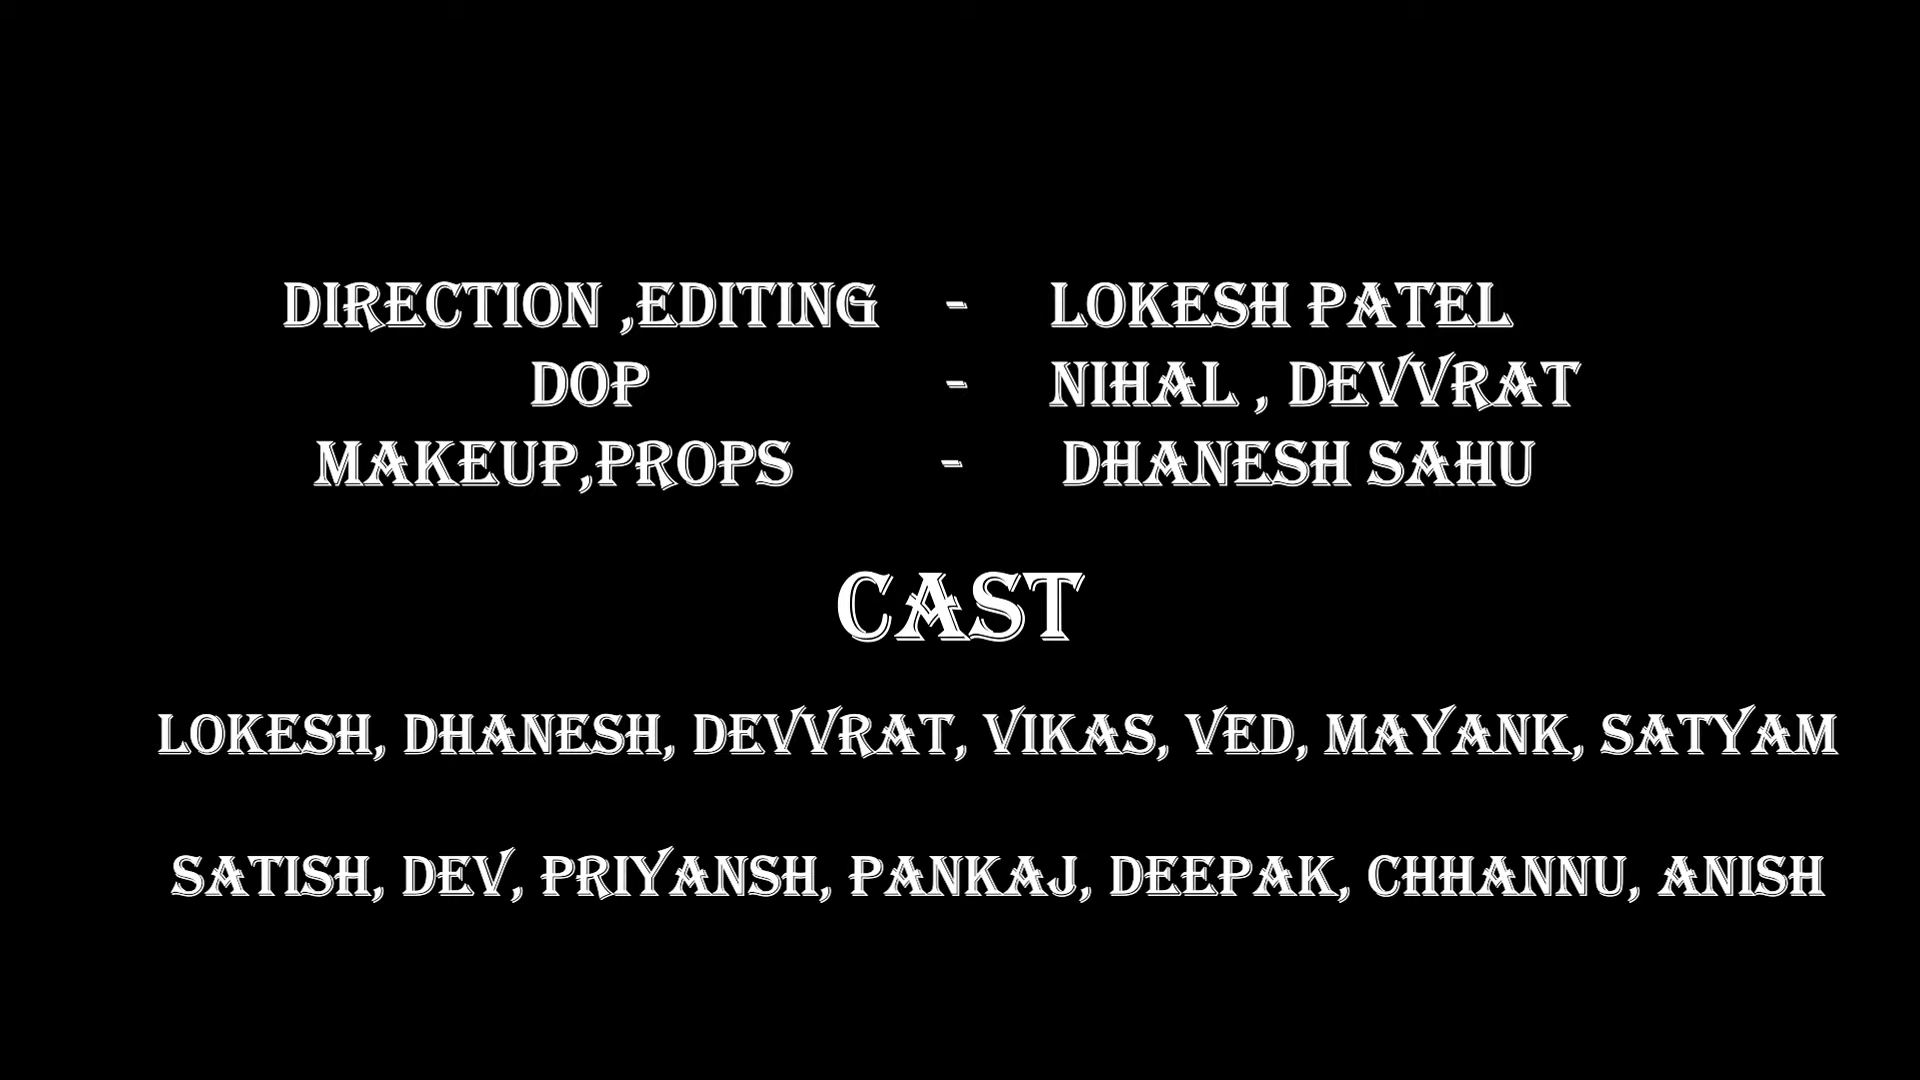 DIRECTION ,EDITING - LOKESH PATEL
DOP - NIHAL , DEVVRAT
MAKEUP,PROPS - DHANESH SAHU
CAST
LOKESH, DHANESH, DEVVRAT, VIKAS, VED, MAYANK, SATYAM
SATISH, DEV, PRIYANSH, PANKAJ, DEEPAK, CHHANNU, ANISH